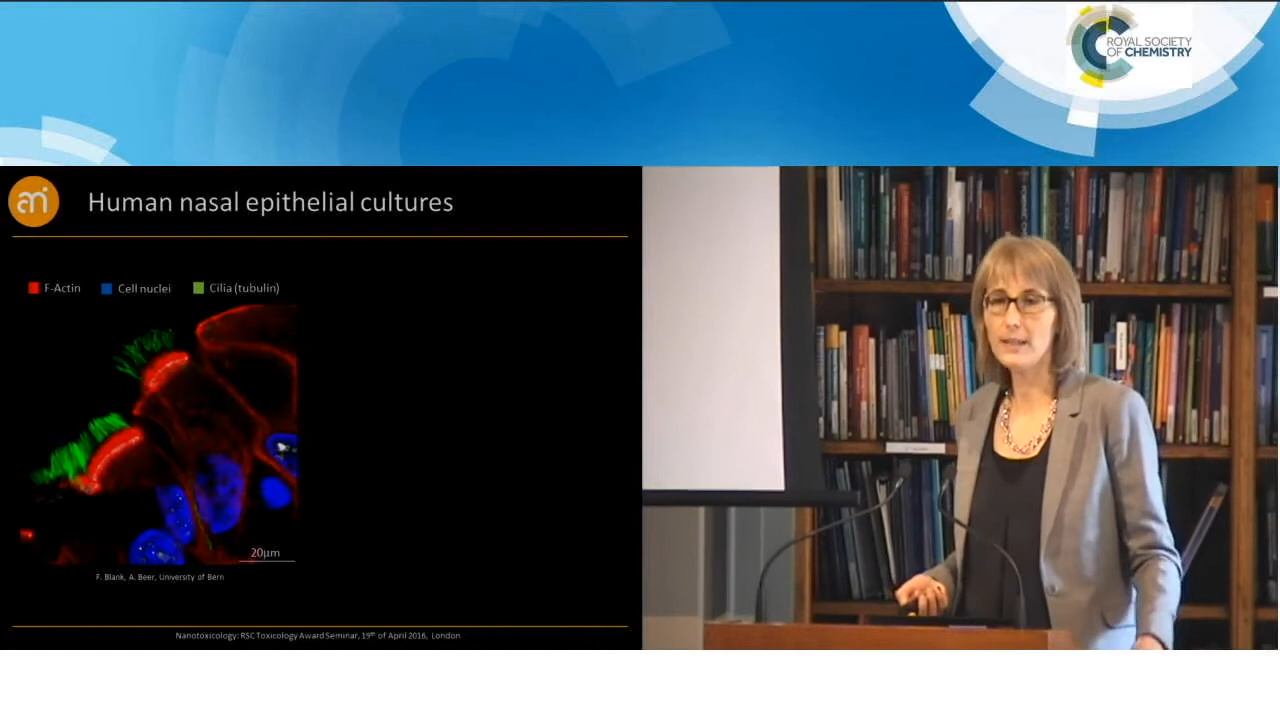 ROYAL SOCIETY
OF CHEMISTRY
ani
Human nasal epithelial cultures
F-Actin Cell nuclei Cilia (tubulin)
20µm
F. Blank, A. Beer, University of Bern
Nanotoxicology: RSC Toxicology Award Seminar, 19th of April 2016, London